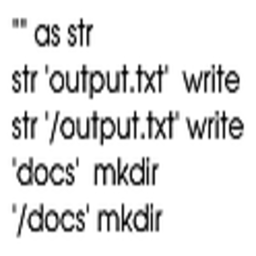 "" as str
str 'output.txt'  write
str '/output.txt' write
'docs'  mkdir
'/docs' mkdir